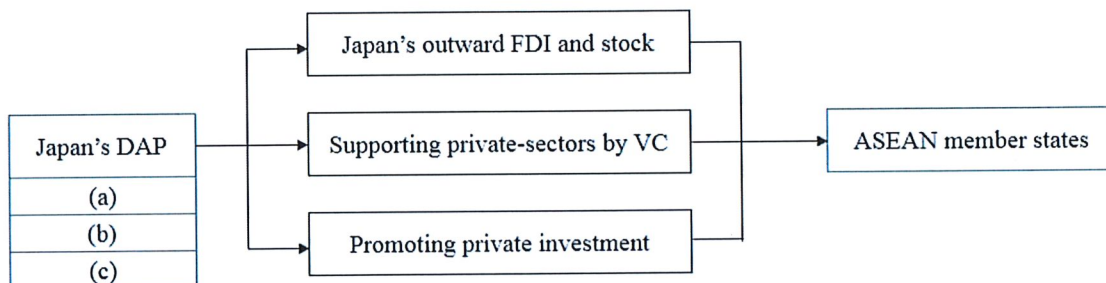 Japan's outward FDI and stock
Japan's DAP
(a)
(b)
(c)
Supporting private-sectors by VC
Promoting private investment
ASEAN member states